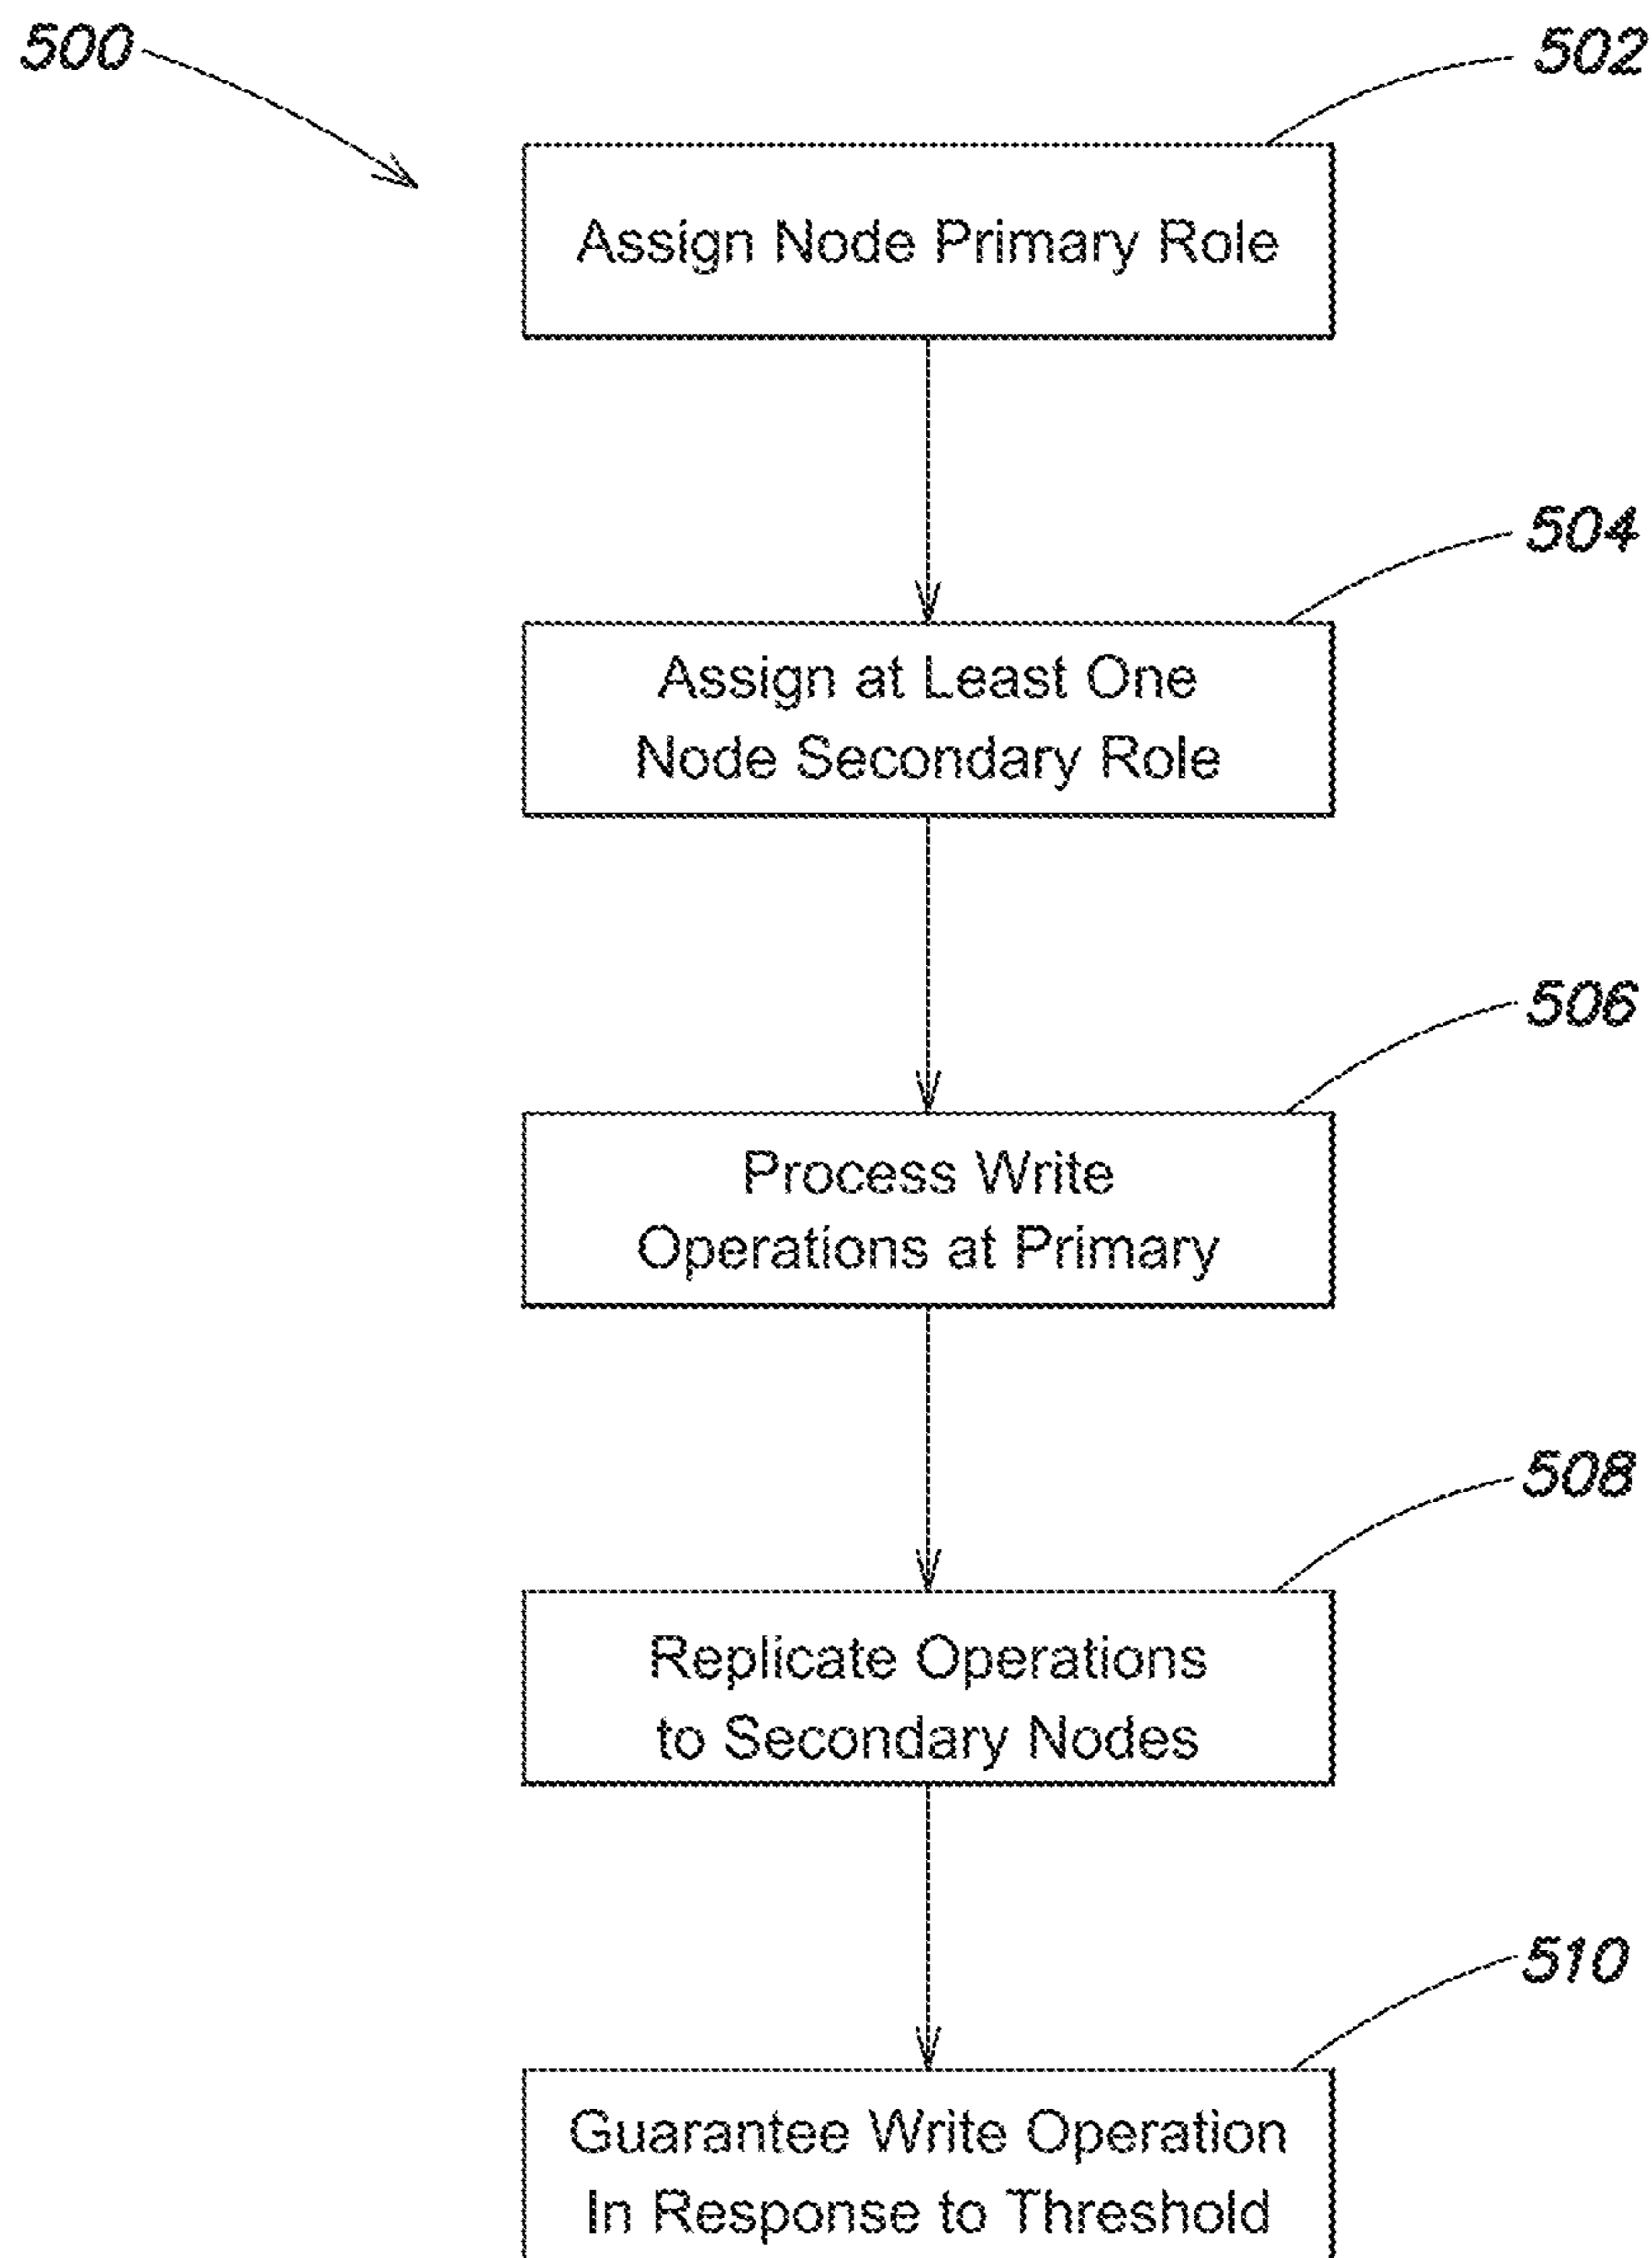 500
502
Assign Node Primary Role
504
Assign at Least One
Node Secondary Role
506
Process Write
Operations at Primary
508
Replicate Operations
to Secondary Nodes
510
Guarantee Write Operation
In Response to Threshold